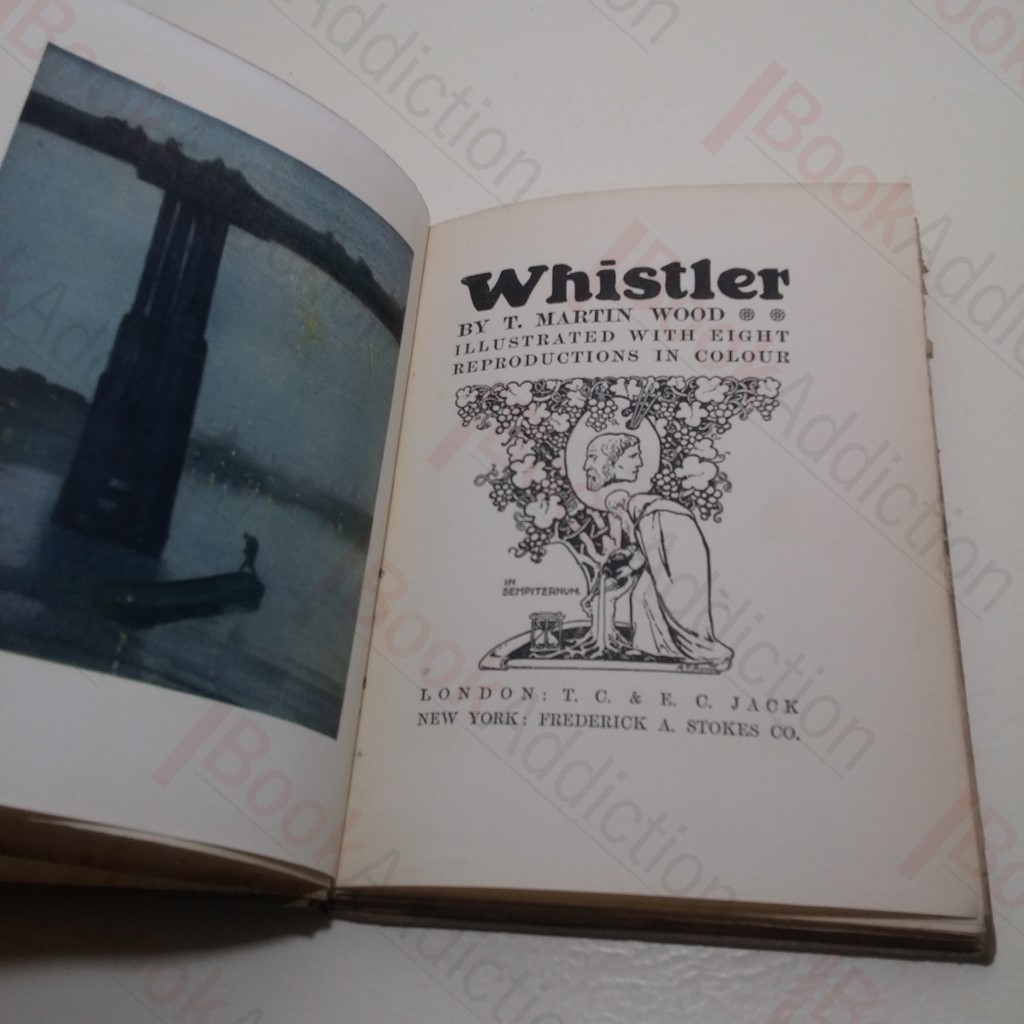 Whistler
BY T. MARTIN WOOD
ILLUSTRATED WITH EIGHT
REPRODUCTIONS IN COLOUR
IN
SEMPITERNUM.
LONDON: T. C. & E. C. JACK
NEW YORK: FREDERICK A. STOKES CO.
BookAddiction